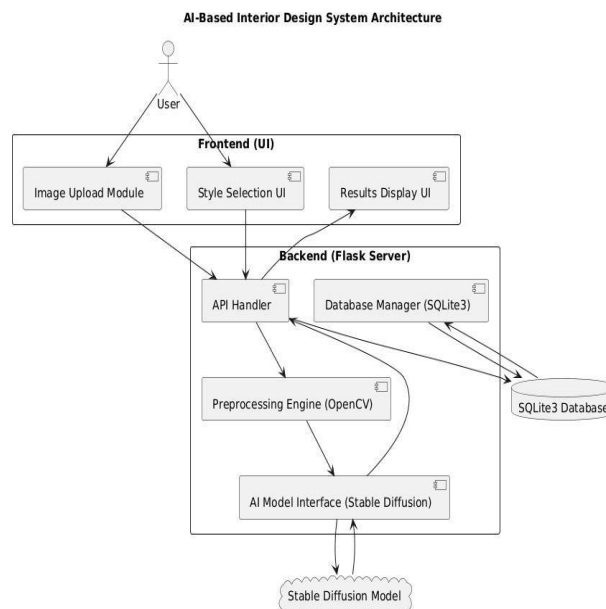 AI-Based Interior Design System Architecture
User
Frontend (UI)
Image Upload Module
Style Selection UI
Results Display UI
Backend (Flask Server)
API Handler
Database Manager (SQLite3)
Preprocessing Engine (OpenCV)
SQLite3 Database
AI Model Interface (Stable Diffusion)
Stable Diffusion Model